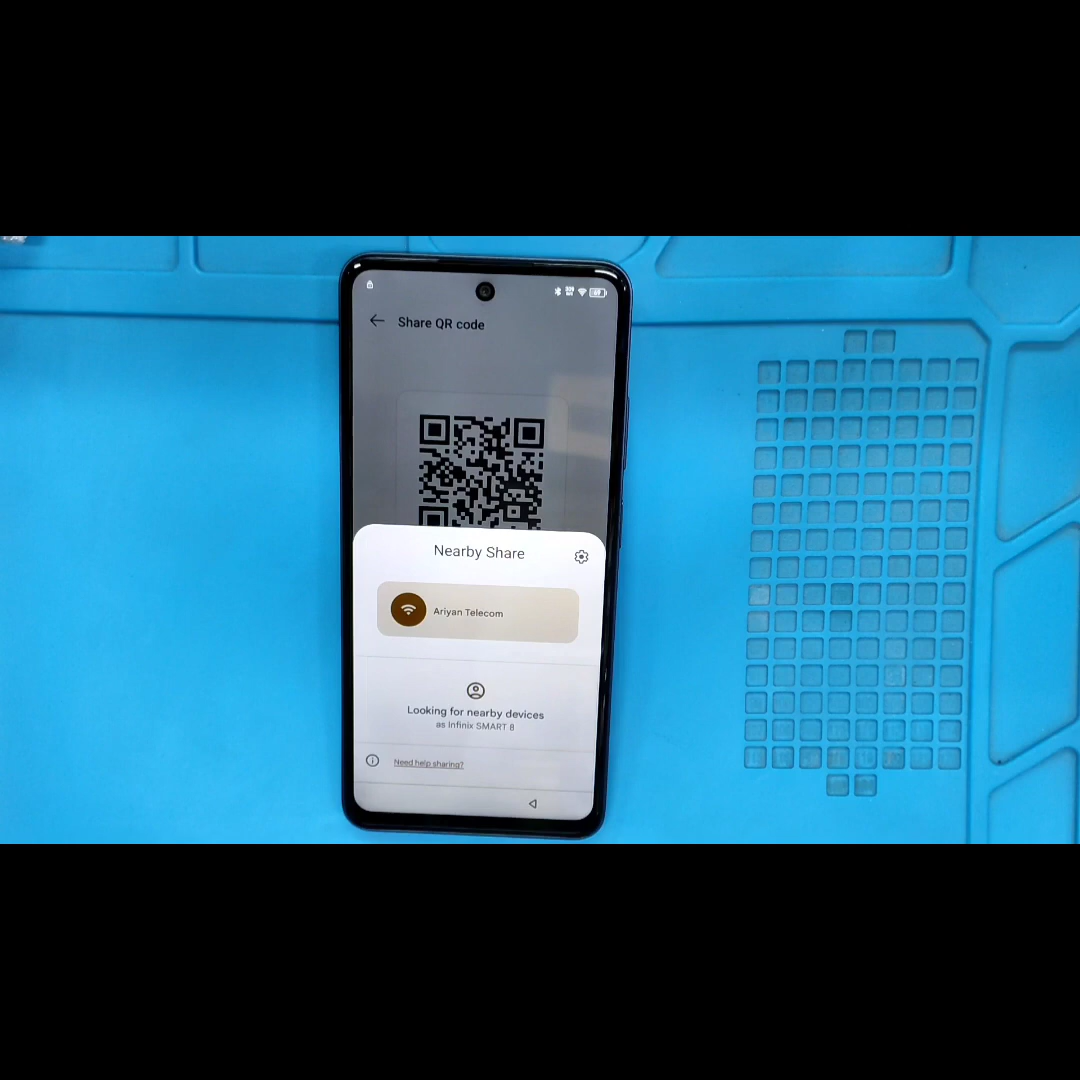 Share QR code
Nearby Share
Ariyan Telecom
Looking for nearby devices
as Infinix SMART 8
Need help sharing?